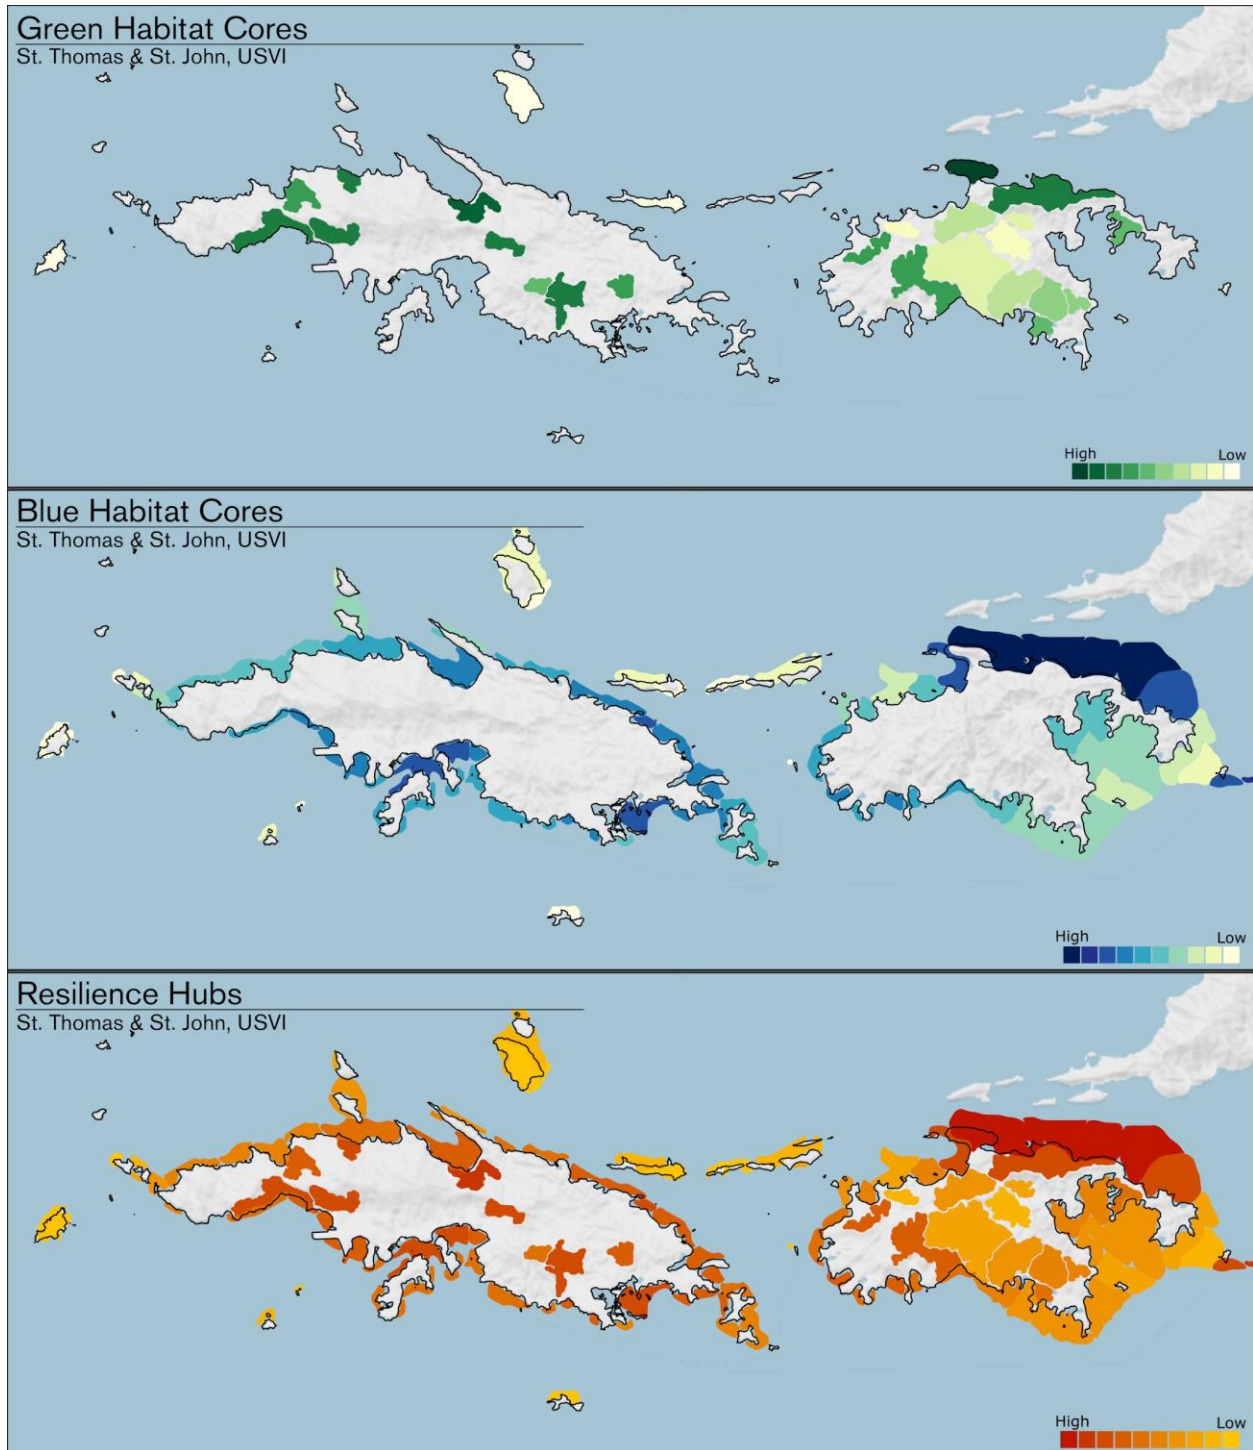 Green Habitat Cores
St. Thomas & St. John, USVI
High Low
Blue Habitat Cores
St. Thomas & St. John, USVI
High Low
Resilience Hubs
St. Thomas & St. John, USVI
High Low